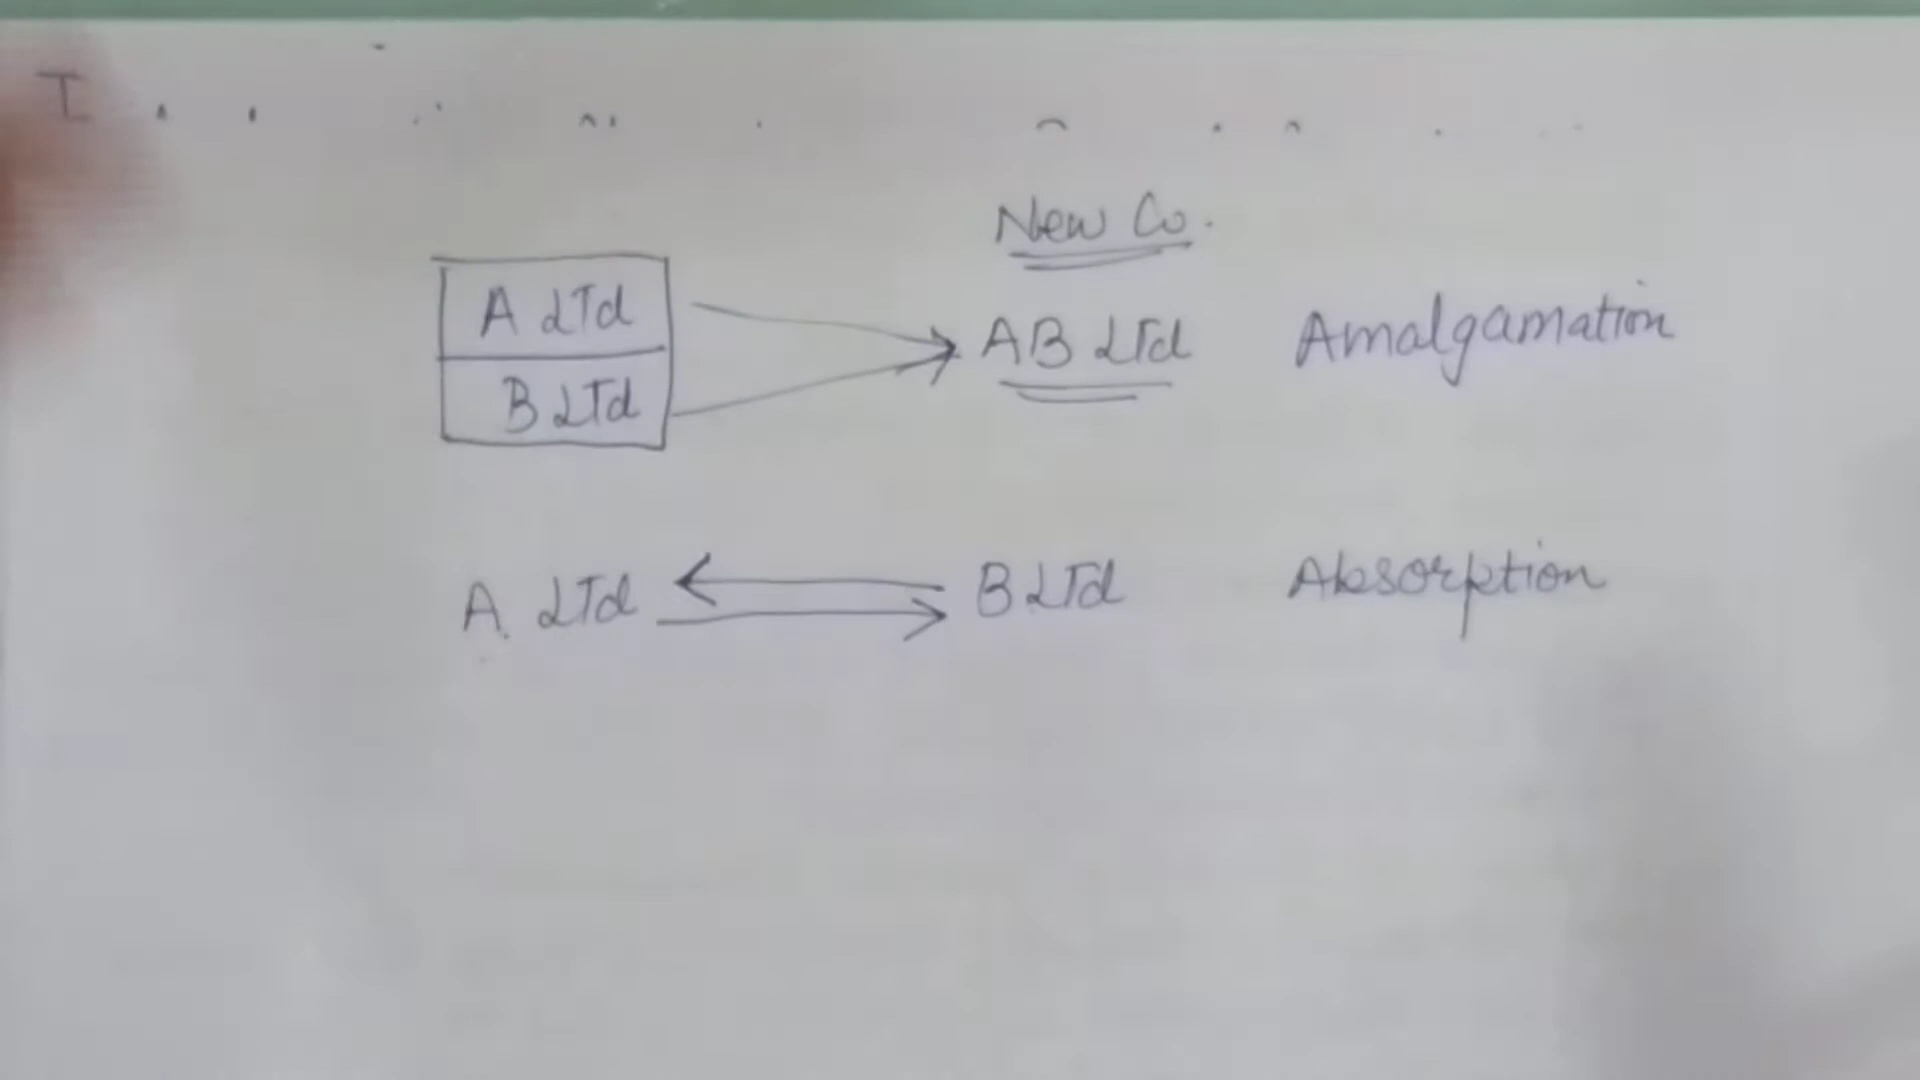 New Co.
A LTd
B LTd
AB LTd
Amalgamation
A. LTd
B LTd
Absorption